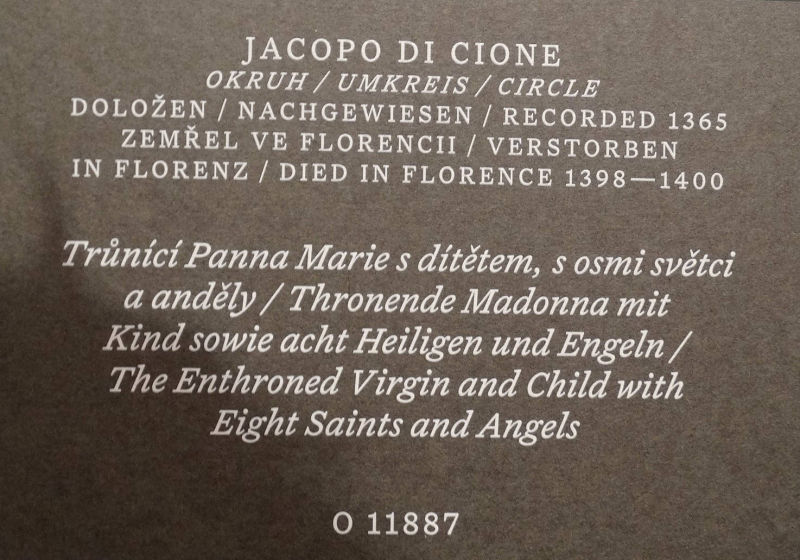 JACOPO DI CIONE
OKRUH / UMKREIS / CIRCLE
DOLOŽEN / NACHGEWIESEN / RECORDED 1365
ZEMŘEL VE FLORENCII / VERSTORBEN
IN FLORENZ / DIED IN FLORENCE 1398—1400
Trůnící Panna Marie s dítětem, s osmi světci
a anděly / Thronende Madonna mit
Kind sowie acht Heiligen und Engeln /
The Enthroned Virgin and Child with
Eight Saints and Angels
O 11887